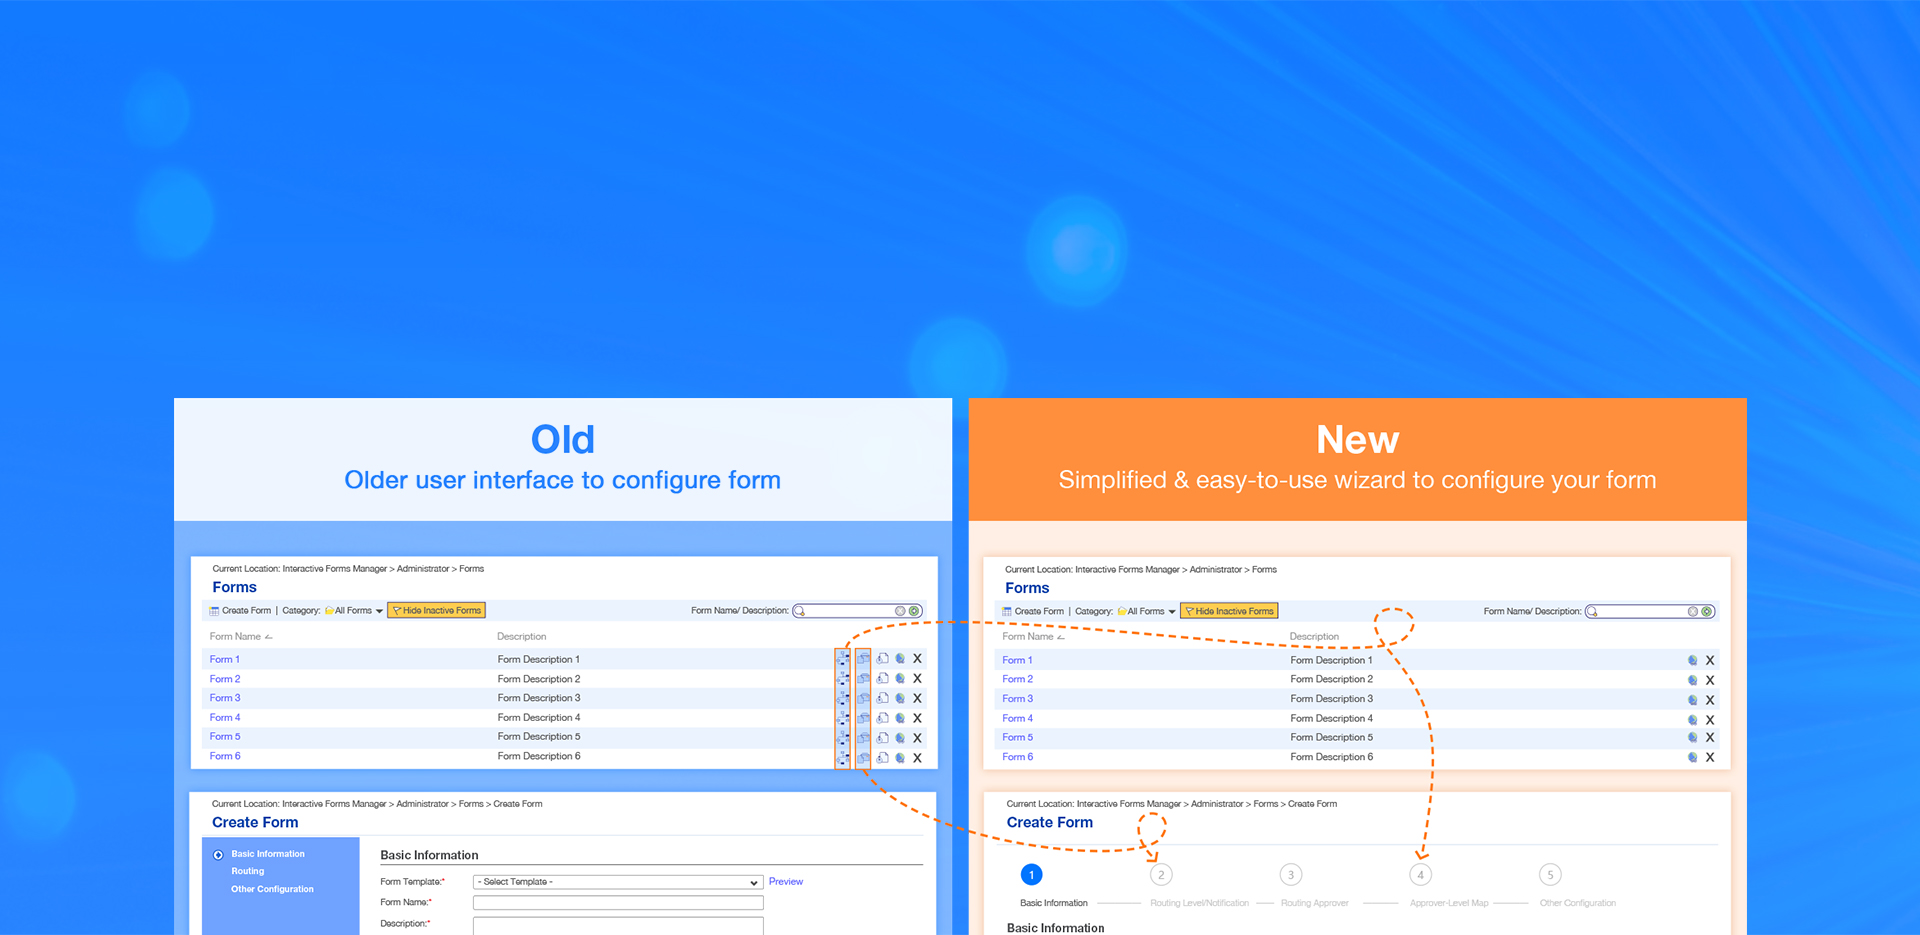 Old
Older user interface to configure form
Current Location: Interactive Forms Manager > Administrator > Forms
Forms
Create Form | Category: All Forms Hide Inactive Forms Form Name/ Description:
Form Name Description
Form 1 Form Description 1 X
Form 2 Form Description 2 X
Form 3 Form Description 3 X
Form 4 Form Description 4 X
Form 5 Form Description 5 X
Form 6 Form Description 6 X
Current Location: Interactive Forms Manager > Administrator > Forms > Create Form
Create Form
Basic Information
Routing
Other Configuration
Basic Information
Form Template:* - Select Template - Preview
Form Name:*
Description:*
New
Simplified & easy-to-use wizard to configure your form
Current Location: Interactive Forms Manager > Administrator > Forms
Forms
Create Form | Category: All Forms Hide Inactive Forms Form Name/ Description:
Form Name Description
Form 1 Form Description 1 X
Form 2 Form Description 2 X
Form 3 Form Description 3 X
Form 4 Form Description 4 X
Form 5 Form Description 5 X
Form 6 Form Description 6 X
Current Location: Interactive Forms Manager > Administrator > Forms > Create Form
Create Form
1 2 3 4 5
Basic Information Routing Level/Notification Routing Approver Approver-Level Map Other Configuration
Basic Information